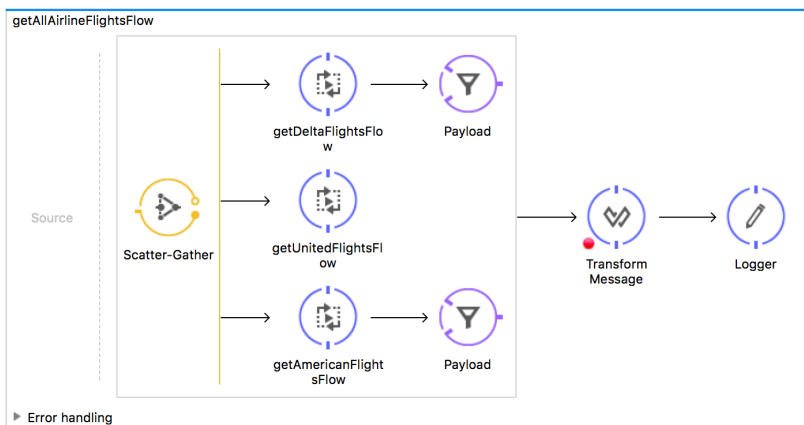 getAllAirlineFlightsFlow
getDeltaFlightsFlo
w
Payload
Source
Scatter-Gather
getUnitedFlightsFl
ow
Transform
Message
Logger
getAmericanFlight
sFlow
Payload
Error handling